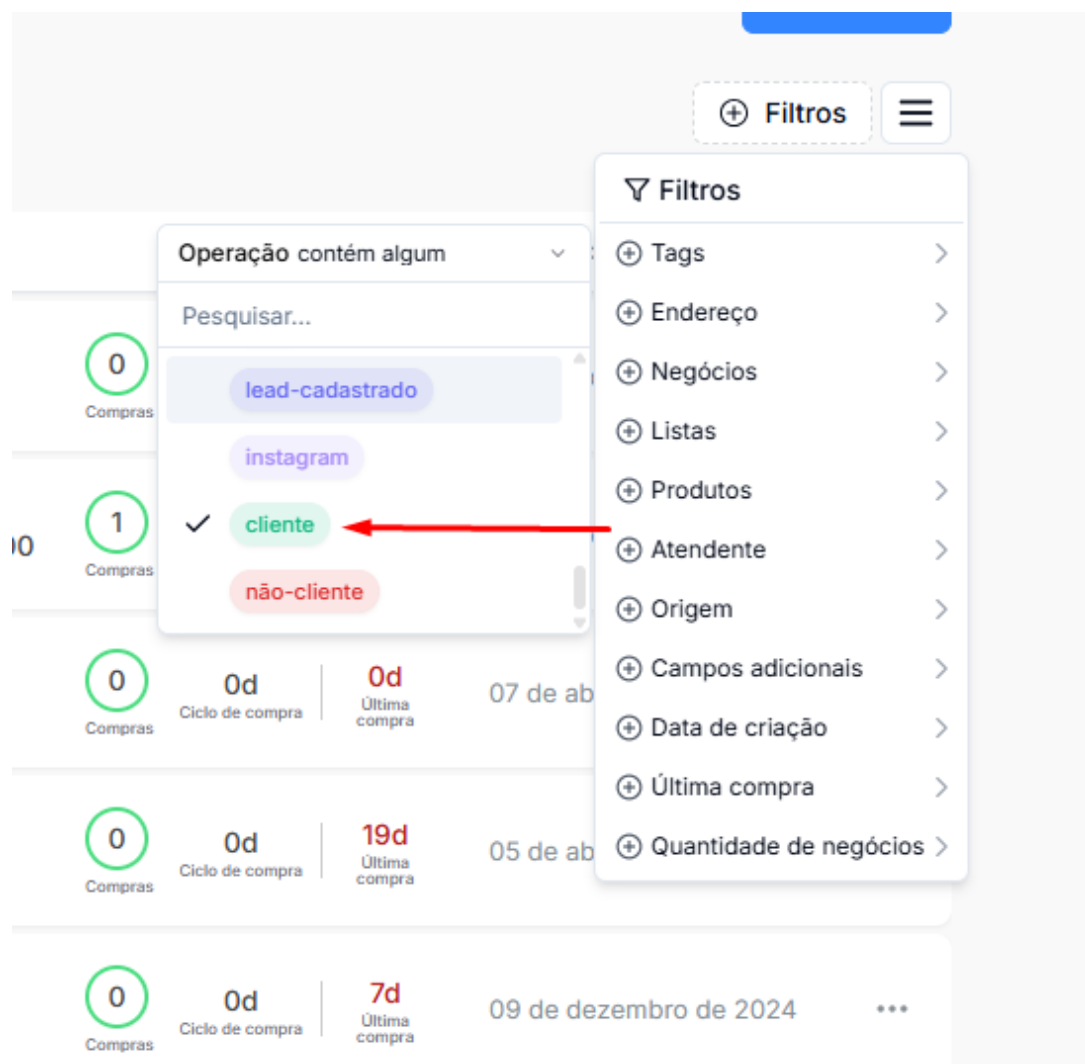 Filtros
Filtros
Operação contém algum
Tags
Pesquisar...
Endereço
0
Compras
lead-cadastrado
Negócios
instagram
Listas
1
Compras
cliente
Produtos
00
Atendente
não-cliente
Origem
0
Compras
0d
Ciclo de compra
0d
Última
compra
07 de ab
Campos adicionais
Data de criação
Última compra
0
Compras
0d
Ciclo de compra
19d
Última
compra
05 de ab
Quantidade de negócios
0
Compras
0d
Ciclo de compra
7d
Última
compra
09 de dezembro de 2024